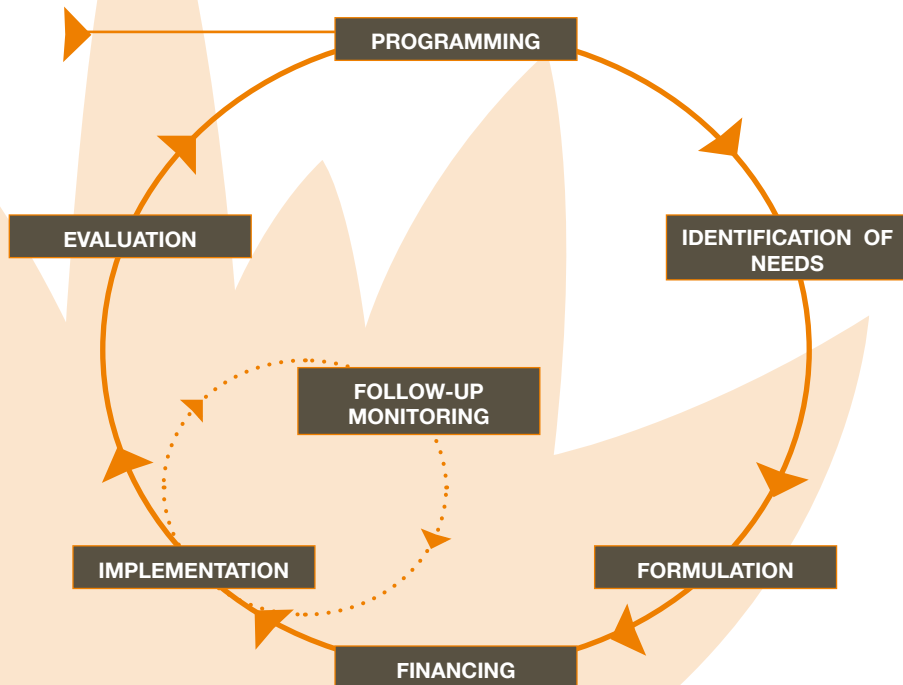 PROGRAMMING
EVALUATION
IDENTIFICATION OF
NEEDS
FOLLOW-UP
MONITORING
IMPLEMENTATION
FORMULATION
FINANCING